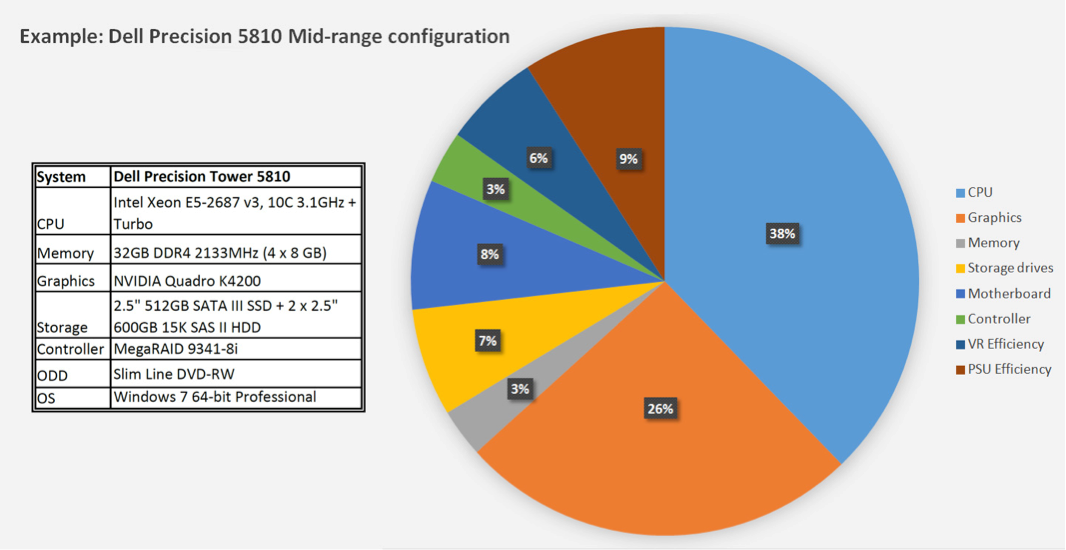 Example: Dell Precision 5810 Mid-range configuration
System Dell Precision Tower 5810
CPU Intel Xeon E5-2687 v3, 10C 3.1GHz +
Turbo
Memory 32GB DDR4 2133MHz (4 x 8 GB)
Graphics NVIDIA Quadro K4200
Storage 2.5" 512GB SATA III SSD + 2 x 2.5"
600GB 15K SAS II HDD
Controller MegaRAID 9341-8i
ODD Slim Line DVD-RW
OS Windows 7 64-bit Professional
38%
26%
3%
7%
8%
3%
6%
9%
CPU
Graphics
Memory
Storage drives
Motherboard
Controller
VR Efficiency
PSU Efficiency